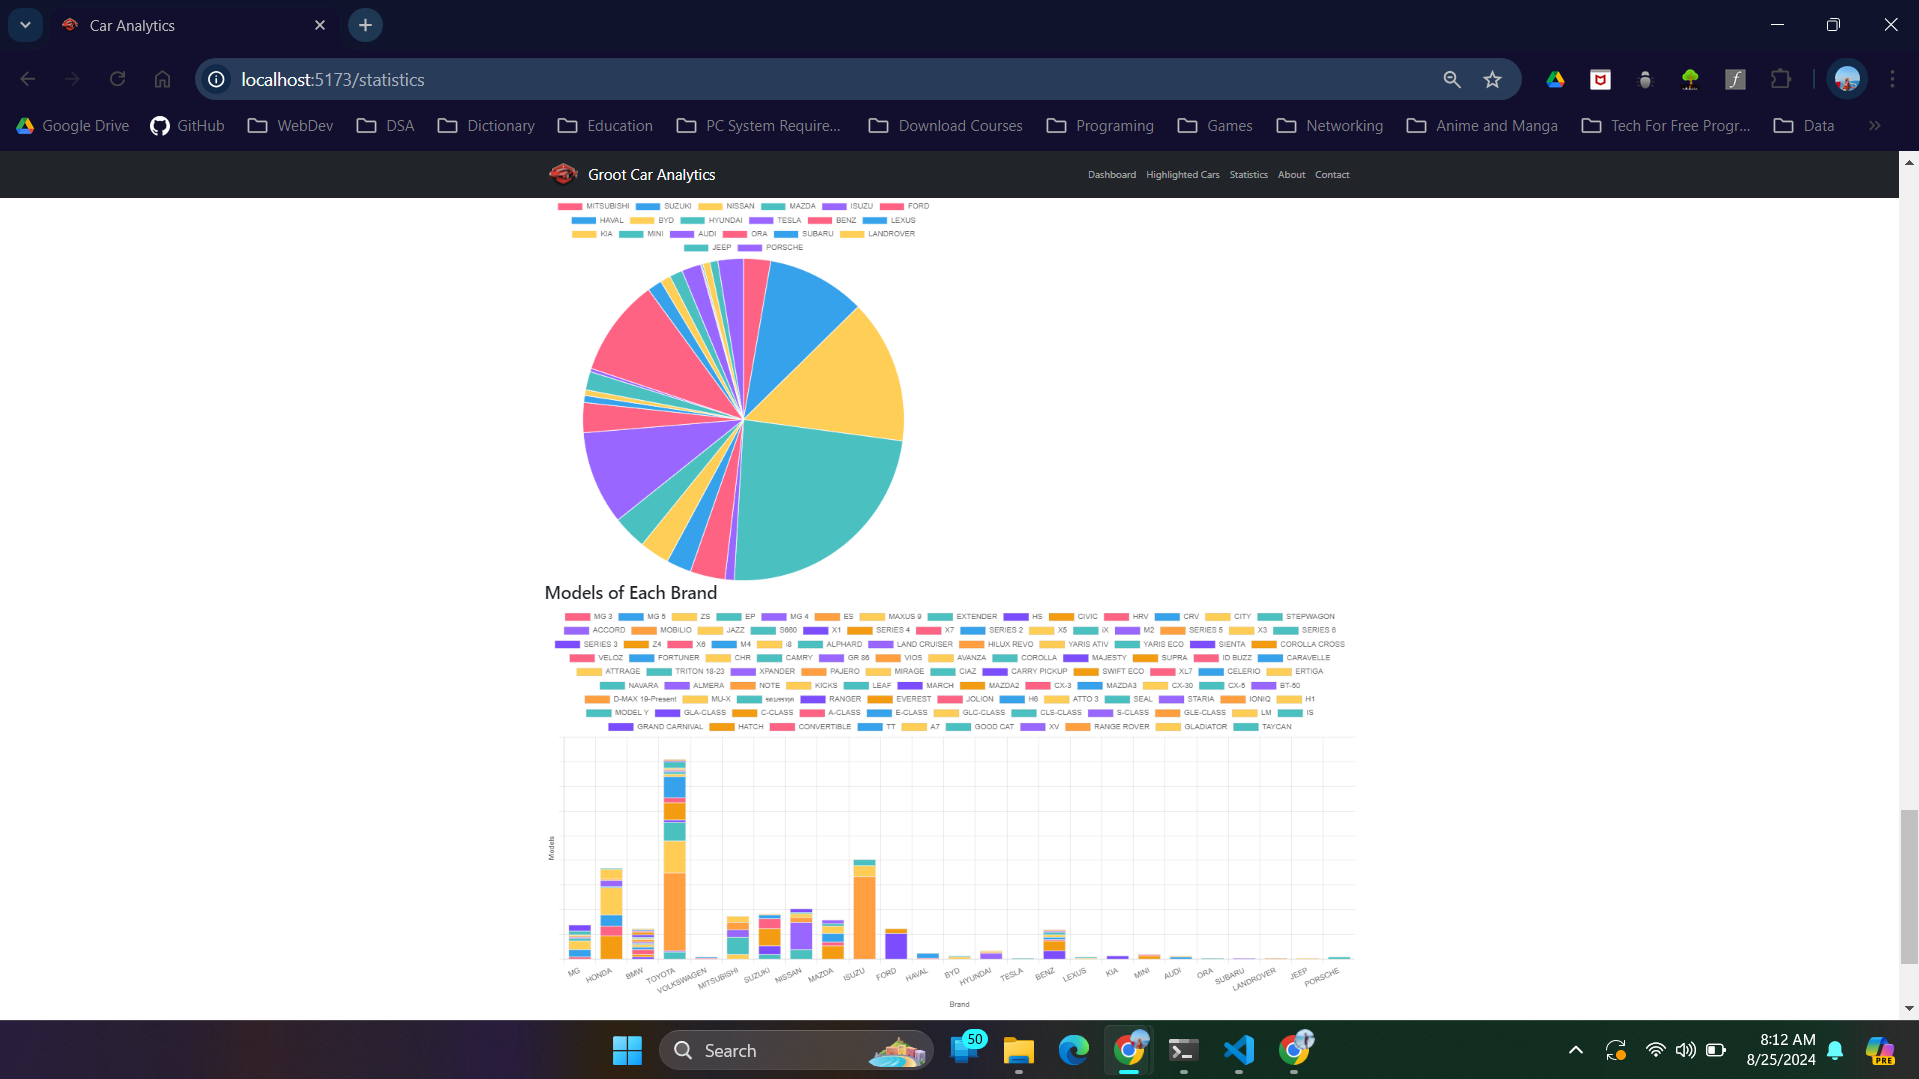 Car Analytics
localhost:5173/statistics
Google Drive GitHub WebDev DSA Dictionary Education PC System Require... Download Courses Programing Games Networking Anime and Manga Tech For Free Progr... Data
Groot Car Analytics Dashboard Highlighted Cars Statistics About Contact
MITSUBISHI SUZUKI NISSAN MAZDA ISUZU FORD
HAVAL BYD HYUNDAI TESLA BENZ LEXUS
KIA MINI AUDI ORA SUBARU LANDROVER
JEEP PORSCHE
Models of Each Brand
MG 3 MG 5 ZS EP MG 4 ES MAXUS 9 EXTENDER HS CIVIC HRV CRV CITY STEPWAGON
ACCORD MOBILIO JAZZ S660 X1 SERIES 4 X7 SERIES 2 X5 iX M2 SERIES 5 X3 SERIES 6
SERIES 3 Z4 X6 M4 i8 ALPHARD LAND CRUISER HILUX REVO YARIS ATIV YARIS ECO SIENTA COROLLA CROSS
VELOZ FORTUNER CHR CAMRY GR 86 VIOS AVANZA COROLLA MAJESTY SUPRA ID BUZZ CARAVELLE
ATTRAGE TRITON 18-23 XPANDER PAJERO MIRAGE CIAZ CARRY PICKUP SWIFT ECO XL7 CELERIO ERTIGA
NAVARA ALMERA NOTE KICKS LEAF MARCH MAZDA2 CX-3 MAZDA3 CX-30 CX-5 BT-50
D-MAX 19-Present MU-X RANGER EVEREST JOLION H6 ATTO 3 SEAL STARIA IONIQ H1
MODEL Y GLA-CLASS C-CLASS A-CLASS E-CLASS GLC-CLASS CLS-CLASS S-CLASS GLE-CLASS LM IS
GRAND CARNIVAL HATCH CONVERTIBLE TT A7 GOOD CAT XV RANGE ROVER GLADIATOR TAYCAN
Models
MG HONDA BMW TOYOTA VOLKSWAGEN MITSUBISHI SUZUKI NISSAN MAZDA ISUZU FORD HAVAL BYD HYUNDAI TESLA BENZ LEXUS KIA MINI AUDI ORA SUBARU LANDROVER JEEP PORSCHE
Brand
Search 50 8:12 AM
8/25/2024 PRE